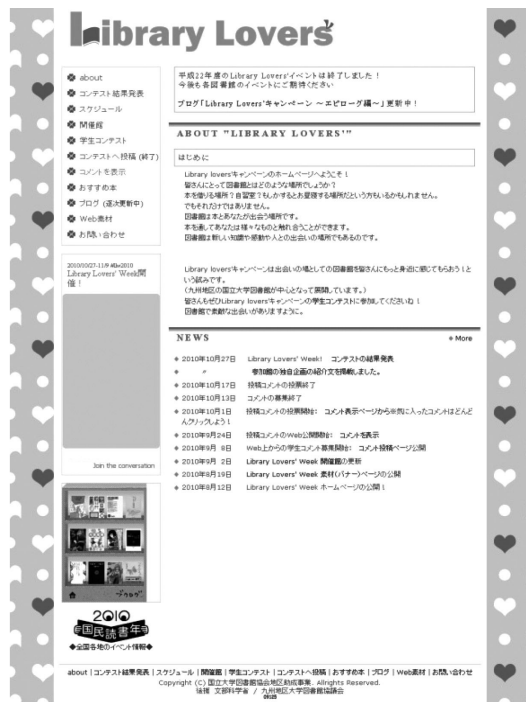 Library Lovers'
about
コンテスト結果発表
スケジュール
開催館
学生コンテスト
コンテストへ投稿 (終了)
コメントを表示
おすすめ本
ブログ (逐次更新中)
Web素材
お問い合わせ
2010/10/27-11/9 #llw2010
Library Lovers' Week開
催！
Join the conversation
ブクログ
2010
国民読書年
◆全国各地のイベント情報◆
平成22年度のLibrary Lovers'イベントは終了しました！
今後も各図書館のイベントにご期待ください
ブログ「Library Lovers'キャンペーン ～エピローグ編～」更新中！
ABOUT "LIBRARY LOVERS'"
はじめに
Library lovers'キャンペーンのホームページへようこそ！
皆さんにとって図書館とはどのような場所でしょうか？
本を借りる場所？自習室？もしかするとお昼寝する場所だという方もいるかもしれません。
でもそれだけではありません。
図書館は本とあなたが出会う場所です。
本を通してあなたは様々なものと触れ合うことができます。
図書館は新しい知識や感動や人との出会いの場所でもあるのです。
Library lovers'キャンペーンは出会いの場としての図書館を皆さんにもっと身近に感じてもらおう！と
いう試みです。
（九州地区の国立大学図書館が中心となって展開しています。）
皆さんもぜひLibrary lovers'キャンペーンの学生コンテストに参加してくださいね！
図書館で素敵な出会いがありますように。
NEWS
More
2010年10月27日 Library Lovers' Week! コンテストの結果発表
〃 参加館の独自企画の紹介文を掲載しました。
2010年10月17日 投稿コメントの投票終了
2010年10月13日 コメントの募集終了
2010年10月1日 投稿コメントの投票開始： コメント表示ページから※気に入ったコメントはどんど
んクリックしよう！
2010年9月24日 投稿コメントのWeb公開開始： コメントを表示
2010年9月 8日 Web上からの学生コメント募集開始： コメント投稿ページ公開
2010年9月 2日 Library Lovers' Week 開催館の更新
2010年8月19日 Library Lovers' Week 素材(バナー)ページの公開
2010年8月12日 Library Lovers' Week ホームページの公開！
about | コンテスト結果発表 | スケジュール | 開催館 | 学生コンテスト | コンテストへ投稿 | おすすめ本 | ブログ | Web素材 | お問い合わせ
Copyright (C) 国立大学図書館協会地区助成事業. Allrights Reserved.
後援 文部科学省 / 九州地区大学図書館協議会